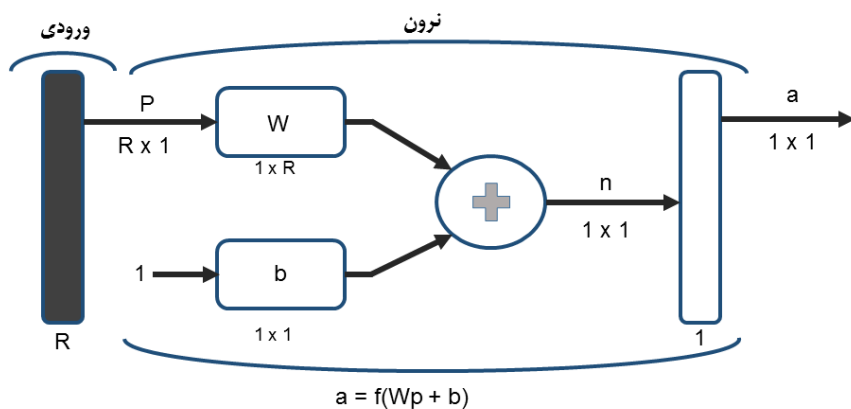 ورودی
نرون
P
R x 1
W
1 x R
a
1 x 1
n
1 x 1
1
b
1 x 1
R
1
a = f(Wp + b)